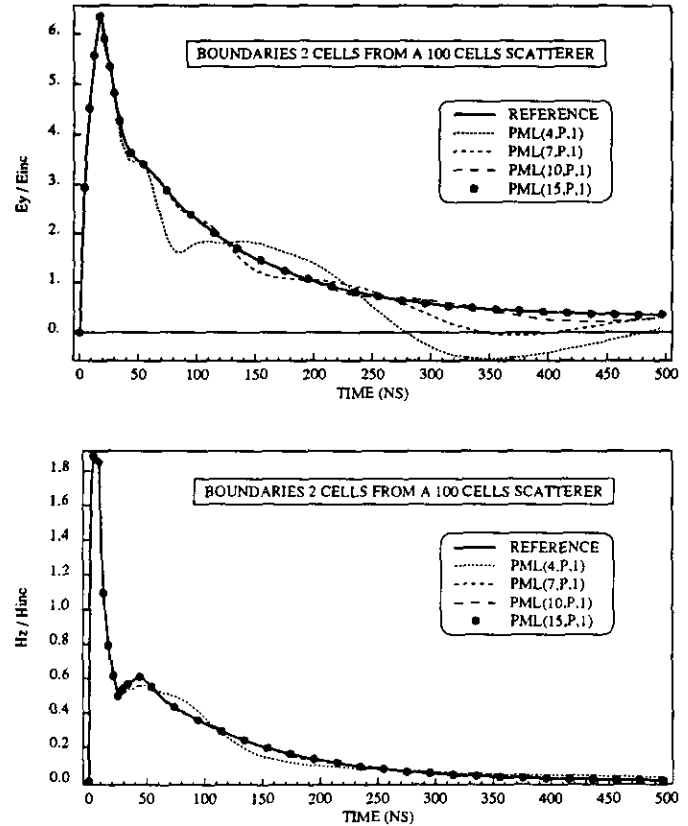 6.
5.
4.
3.
2.
1.
0.
Ey / Einc
BOUNDARIES 2 CELLS FROM A 100 CELLS SCATTERER
REFERENCE
PML(4,P,1)
PML(7,P,1)
PML(10,P,1)
PML(15,P,1)
0 50 100 150 200 250 300 350 400 450 500
TIME (NS)
1.8
1.6
1.4
1.2
1.0
0.8
0.6
0.4
0.2
0.0
Hz / Hinc
BOUNDARIES 2 CELLS FROM A 100 CELLS SCATTERER
REFERENCE
PML(4,P,1)
PML(7,P,1)
PML(10,P,1)
PML(15,P,1)
0 50 100 150 200 250 300 350 400 450 500
TIME (NS)